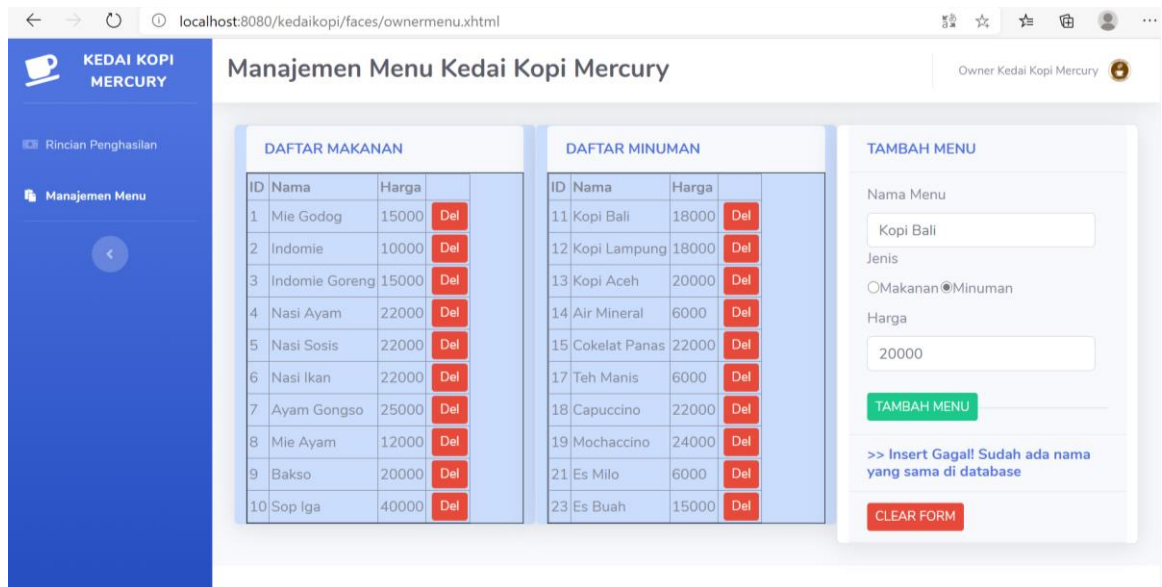 localhost:8080/kedaikopi/faces/ownermenu.xhtml
KEDAI KOPI
MERCURY
Rincian Penghasilan
Manajemen Menu
Manajemen Menu Kedai Kopi Mercury
Owner Kedai Kopi Mercury
DAFTAR MAKANAN
ID Nama Harga
1 Mie Godog 15000 Del
2 Indomie 10000 Del
3 Indomie Goreng 15000 Del
4 Nasi Ayam 22000 Del
5 Nasi Sosis 22000 Del
6 Nasi Ikan 22000 Del
7 Ayam Gongso 25000 Del
8 Mie Ayam 12000 Del
9 Bakso 20000 Del
10 Sop Iga 40000 Del
DAFTAR MINUMAN
ID Nama Harga
11 Kopi Bali 18000 Del
12 Kopi Lampung 18000 Del
13 Kopi Aceh 20000 Del
14 Air Mineral 6000 Del
15 Cokelat Panas 22000 Del
17 Teh Manis 6000 Del
18 Capuccino 22000 Del
19 Mochaccino 24000 Del
21 Es Milo 6000 Del
23 Es Buah 15000 Del
TAMBAH MENU
Nama Menu
Kopi Bali
Jenis
Makanan Minuman
Harga
20000
TAMBAH MENU
>> Insert Gagal! Sudah ada nama
yang sama di database
CLEAR FORM